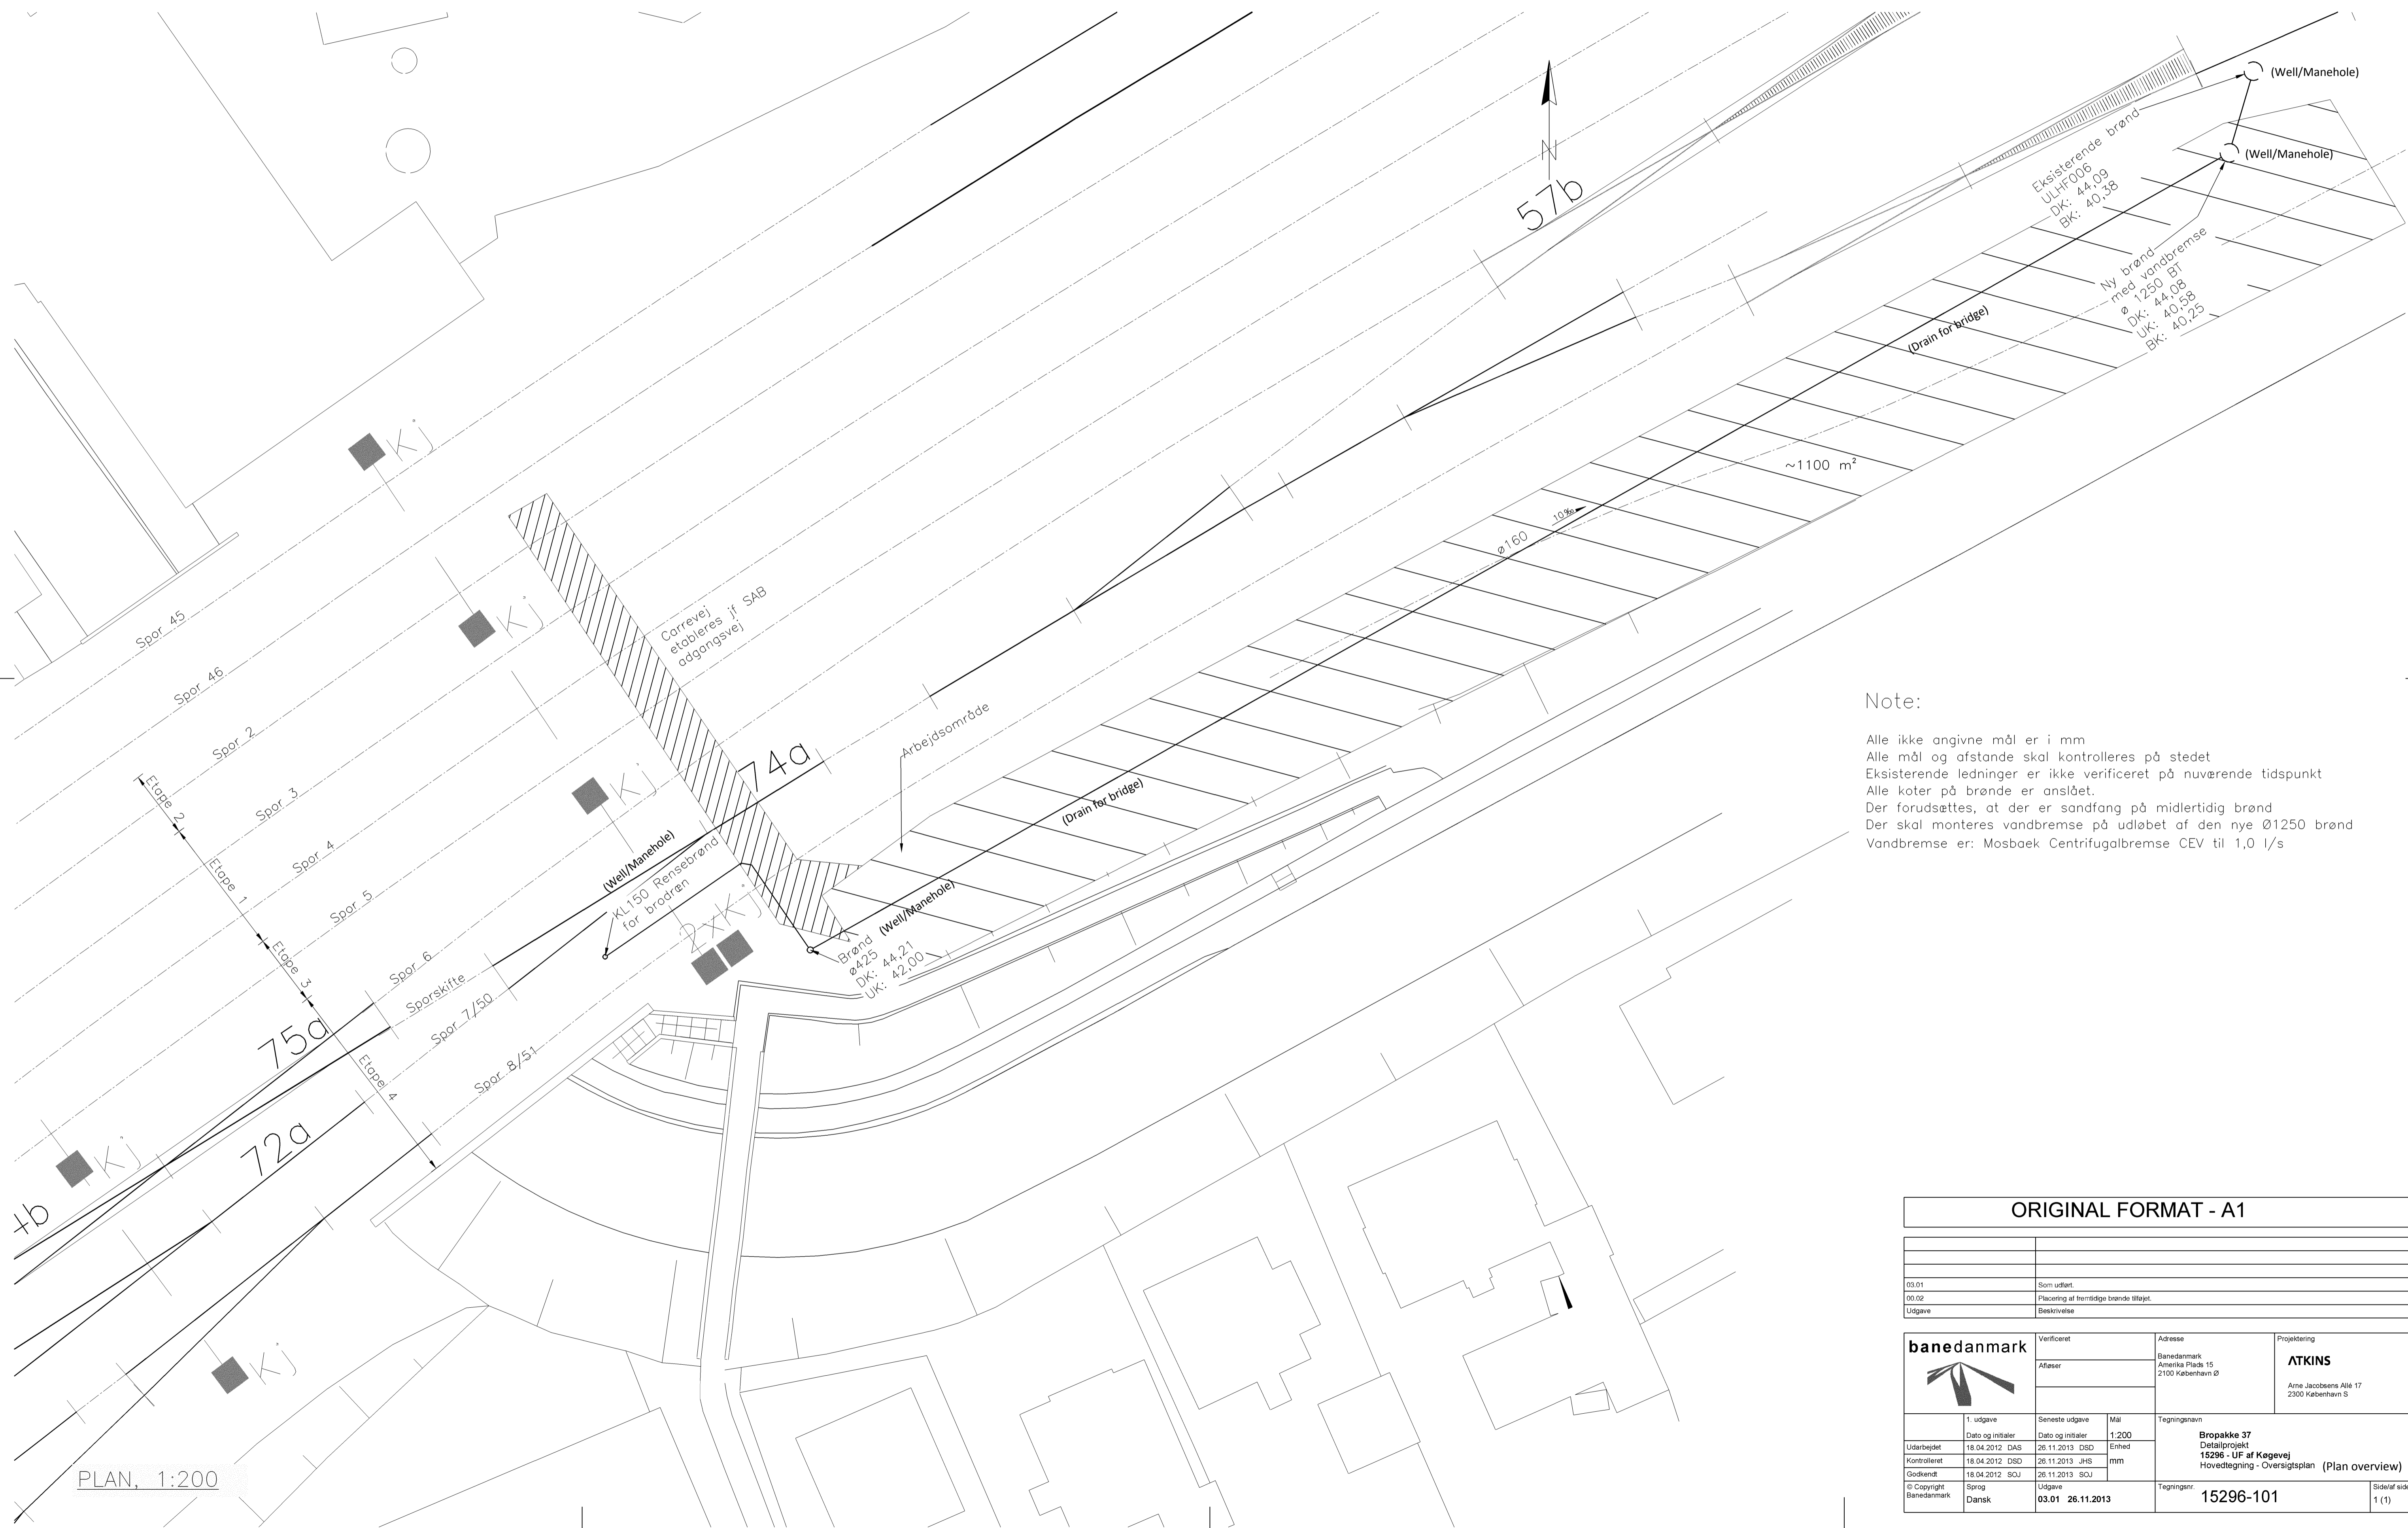 (Well/Manehole)
(Well/Manehole)
Eksisterende brønd
ULHF006
DK: 44,09
BK: 40,38
57b
N
Ny brønd
med vandbremse
ø 1250 BT
DK: 44,08
UK: 40,58
BK: 40,25
(Drain for bridge)
~1100 m²
10‰
ø160
Kj
Kj
Spor 45
Spor 46
Spor 2
Spor 3
Spor 4
Spor 5
Spor 6
Sporskifte
Spor 7/50
Spor 8/51
Carrevej
etableres jf SAB
adgangsvej
Arbejdsområde
74a
Kj
(Drain for bridge)
(Well/Manehole)
KL150 Rensebrønd
for brodræn
2xKj
Brønd (Well/Manehole)
ø425
DK: 44,21
UK: 42,00
Etape 2
Etape 1
Etape 3
Etape 4
75a
72a
Kj
4b
Kj
PLAN, 1:200
Note:
Alle ikke angivne mål er i mm
Alle mål og afstande skal kontrolleres på stedet
Eksisterende ledninger er ikke verificeret på nuværende tidspunkt
Alle koter på brønde er anslået.
Der forudsættes, at der er sandfang på midlertidig brønd
Der skal monteres vandbremse på udløbet af den nye Ø1250 brønd
Vandbremse er: Mosbaek Centrifugalbremse CEV til 1,0 l/s
ORIGINAL FORMAT - A1
03.01 Som udført.
00.02 Placering af fremtidige brønde tilføjet.
Udgave Beskrivelse
banedanmark
Verificeret
Afløser
Adresse
Banedanmark
Amerika Plads 15
2100 København Ø
Projektering
ATKINS
Arne Jacobsens Allé 17
2300 København S
1. udgave Seneste udgave Mål
Dato og initialer Dato og initialer 1:200
Udarbejdet 18.04.2012 DAS 26.11.2013 DSD Enhed
Kontrolleret 18.04.2012 DSD 26.11.2013 JHS mm
Godkendt 18.04.2012 SOJ 26.11.2013 SOJ
Tegningsnavn
Bropakke 37
Detailprojekt
15296 - UF af Køgevej
Hovedtegning - Oversigtsplan (Plan overview)
© Copyright
Banedanmark
Sprog
Dansk
Udgave
03.01 26.11.2013
Tegningsnr.
15296-101
Side/af side
1 (1)